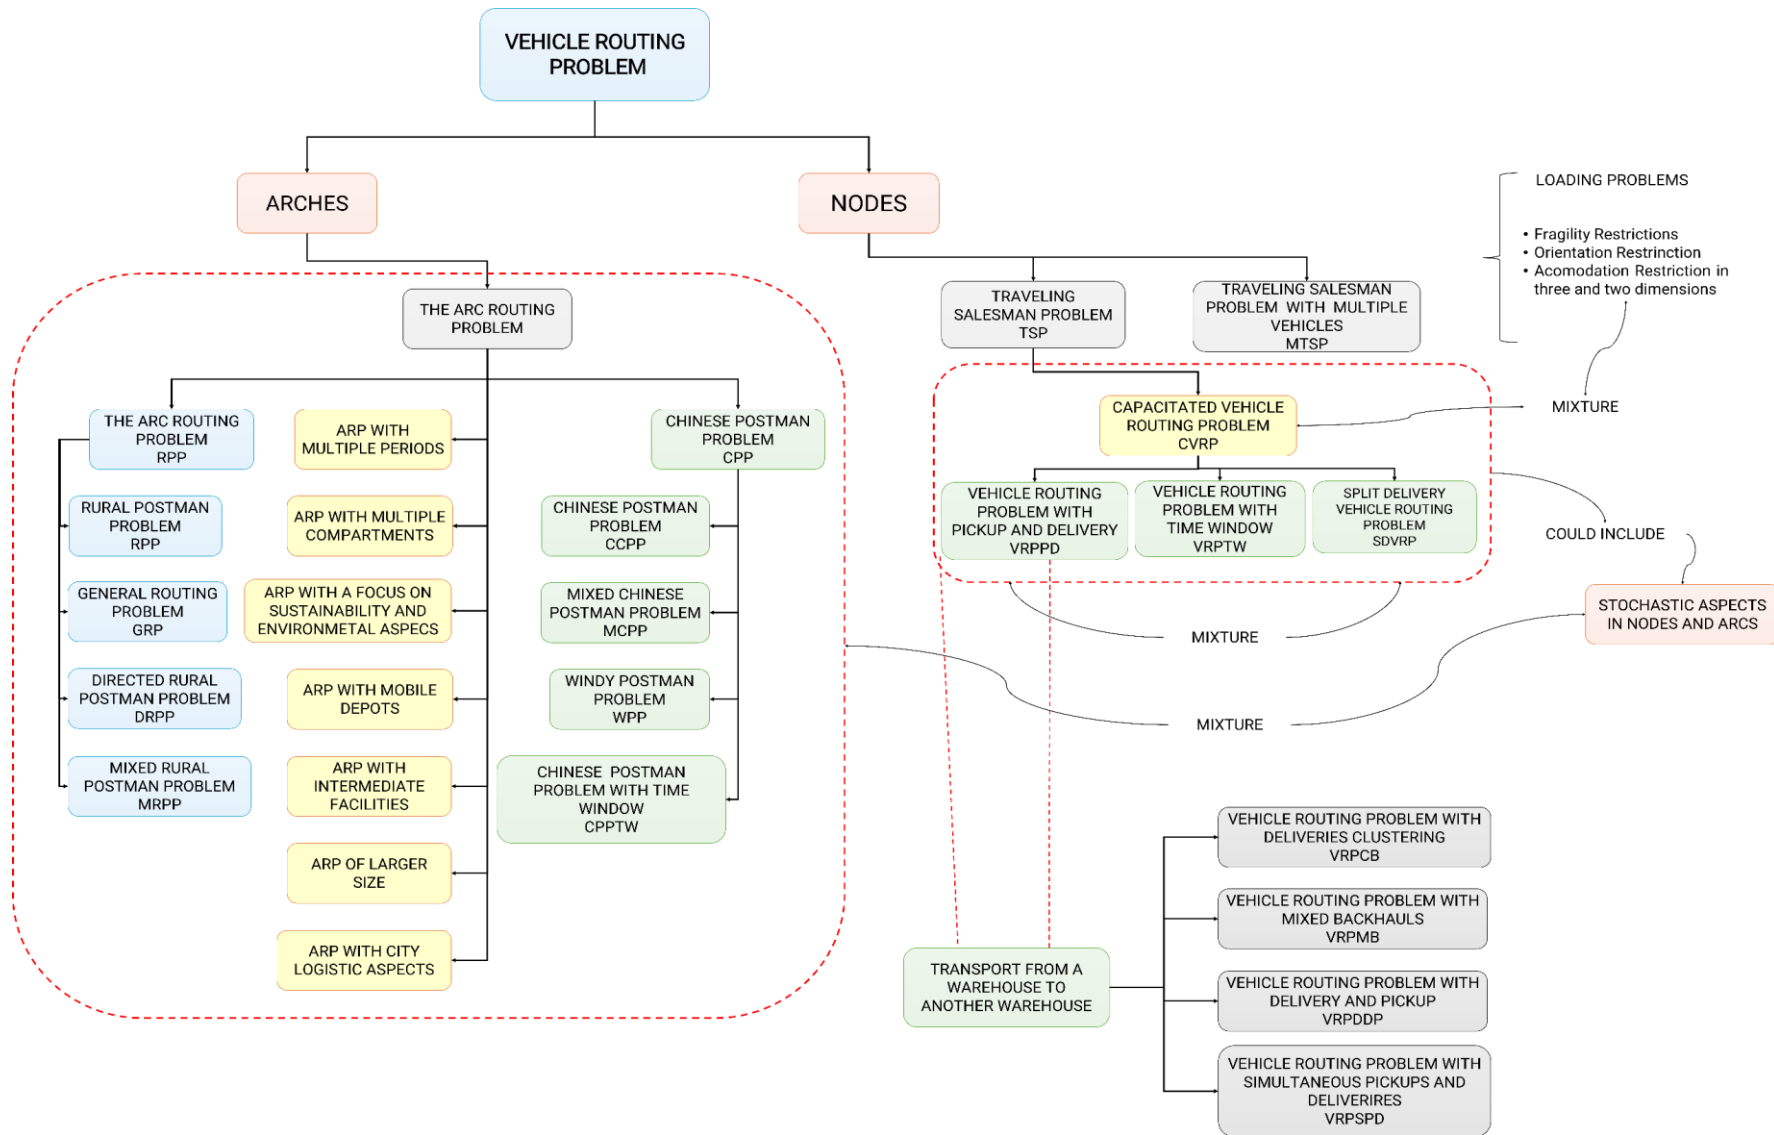 VEHICLE ROUTING
PROBLEM
ARCHES
NODES
LOADING PROBLEMS
• Fragility Restrictions
• Orientation Restrinction
• Acomodation Restriction in
three and two dimensions
THE ARC ROUTING
PROBLEM
TRAVELING
SALESMAN PROBLEM
TSP
TRAVELING SALESMAN
PROBLEM WITH MULTIPLE
VEHICLES
MTSP
THE ARC ROUTING
PROBLEM
RPP
RURAL POSTMAN
PROBLEM
RPP
GENERAL ROUTING
PROBLEM
GRP
DIRECTED RURAL
POSTMAN PROBLEM
DRPP
MIXED RURAL
POSTMAN PROBLEM
MRPP
ARP WITH
MULTIPLE PERIODS
ARP WITH MULTIPLE
COMPARTMENTS
ARP WITH A FOCUS ON
SUSTAINABILITY AND
ENVIRONMETAL ASPECS
ARP WITH MOBILE
DEPOTS
ARP WITH
INTERMEDIATE
FACILITIES
ARP OF LARGER
SIZE
ARP WITH CITY
LOGISTIC ASPECTS
CHINESE POSTMAN
PROBLEM
CPP
CHINESE POSTMAN
PROBLEM
CCPP
MIXED CHINESE
POSTMAN PROBLEM
MCPP
WINDY POSTMAN
PROBLEM
WPP
CHINESE POSTMAN
PROBLEM WITH TIME
WINDOW
CPPTW
CAPACITATED VEHICLE
ROUTING PROBLEM
CVRP
MIXTURE
VEHICLE ROUTING
PROBLEM WITH
PICKUP AND DELIVERY
VRPPD
VEHICLE ROUTING
PROBLEM WITH
TIME WINDOW
VRPTW
SPLIT DELIVERY
VEHICLE ROUTING
PROBLEM
SDVRP
COULD INCLUDE
STOCHASTIC ASPECTS
IN NODES AND ARCS
MIXTURE
MIXTURE
TRANSPORT FROM A
WAREHOUSE TO
ANOTHER WAREHOUSE
VEHICLE ROUTING PROBLEM WITH
DELIVERIES CLUSTERING
VRPCB
VEHICLE ROUTING PROBLEM WITH
MIXED BACKHAULS
VRPMB
VEHICLE ROUTING PROBLEM WITH
DELIVERY AND PICKUP
VRPDDP
VEHICLE ROUTING PROBLEM WITH
SIMULTANEOUS PICKUPS AND
DELIVERIRES
VRPSPD